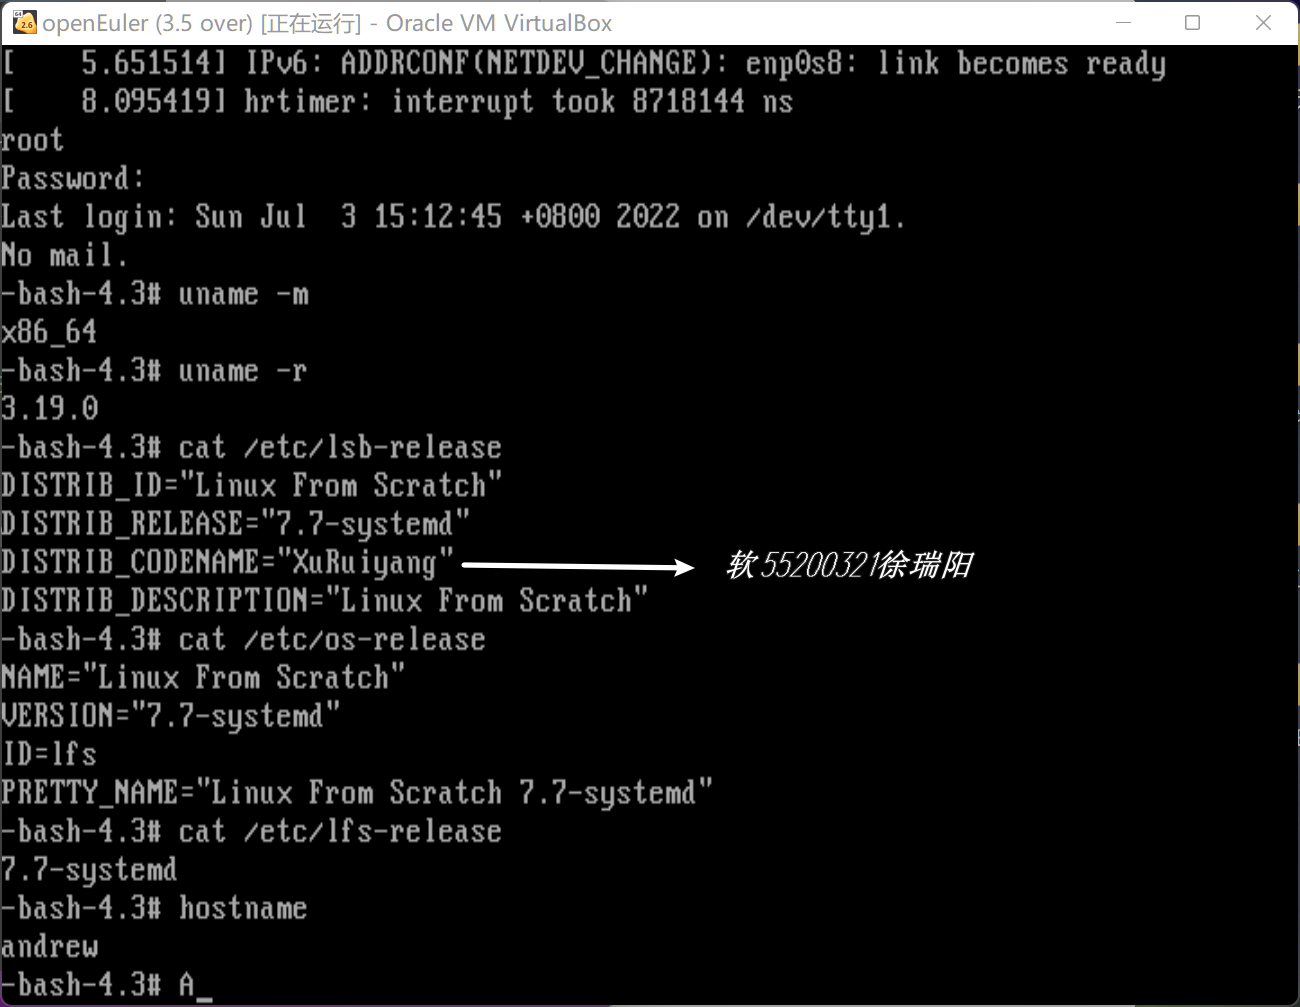 openEuler (3.5 over) [正在运行] - Oracle VM VirtualBox
[    5.651514] IPv6: ADDRCONF(NETDEV_CHANGE): enp0s8: link becomes ready
[    8.095419] hrtimer: interrupt took 8718144 ns
root
Password:
Last login: Sun Jul  3 15:12:45 +0800 2022 on /dev/tty1.
No mail.
-bash-4.3# uname -m
x86_64
-bash-4.3# uname -r
3.19.0
-bash-4.3# cat /etc/lsb-release
DISTRIB_ID="Linux From Scratch"
DISTRIB_RELEASE="7.7-systemd"
DISTRIB_CODENAME="XuRuiyang" 软55200321徐瑞阳
DISTRIB_DESCRIPTION="Linux From Scratch"
-bash-4.3# cat /etc/os-release
NAME="Linux From Scratch"
VERSION="7.7-systemd"
ID=lfs
PRETTY_NAME="Linux From Scratch 7.7-systemd"
-bash-4.3# cat /etc/lfs-release
7.7-systemd
-bash-4.3# hostname
andrew
-bash-4.3# A_